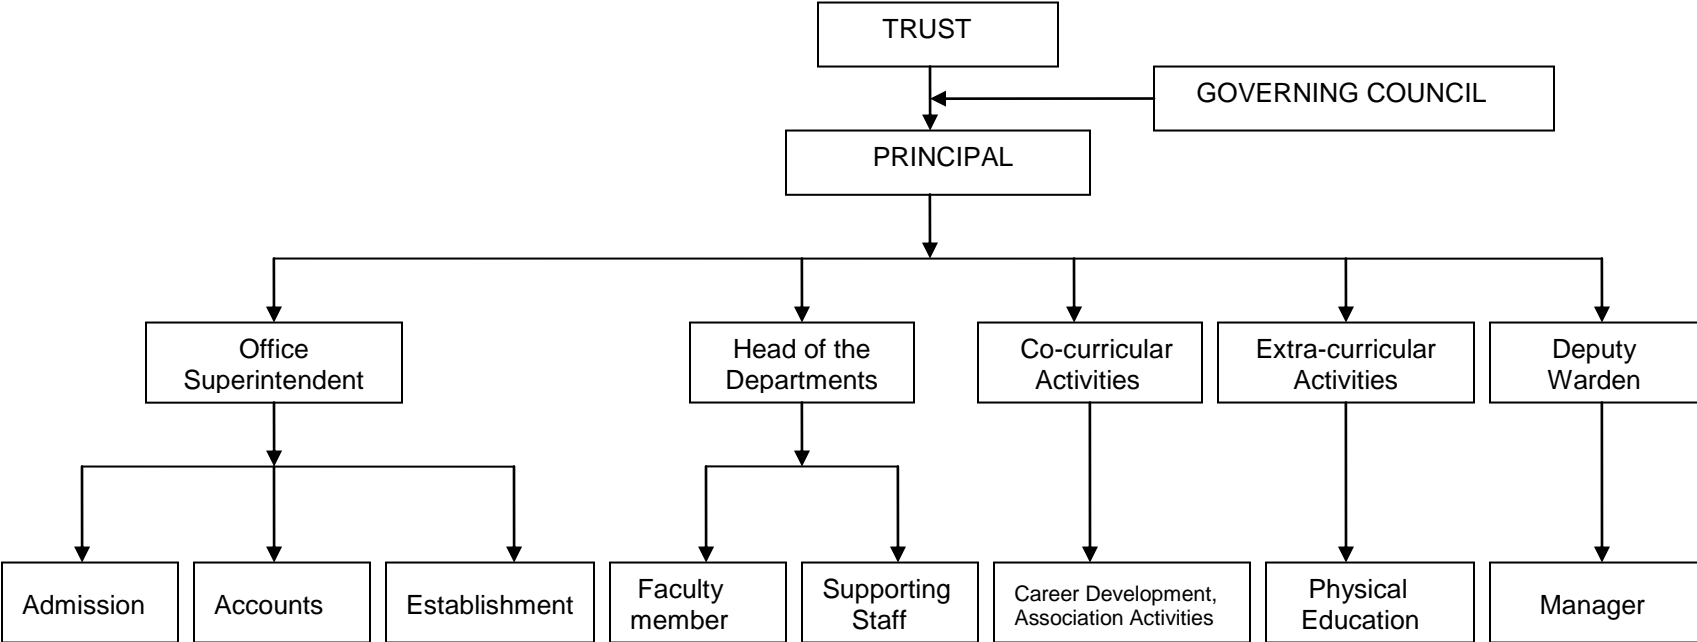 TRUST
GOVERNING COUNCIL
PRINCIPAL
Office
Superintendent
Head of the
Departments
Co-curricular
Activities
Extra-curricular
Activities
Deputy
Warden
Admission
Accounts
Establishment
Faculty
member
Supporting
Staff
Career Development,
Association Activities
Physical
Education
Manager